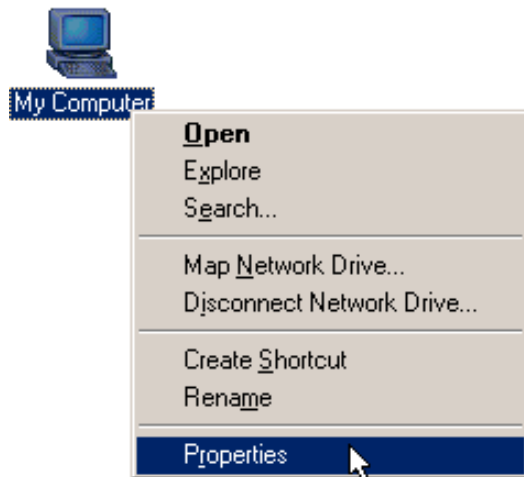 My Computer
Open
Explore
Search...
Map Network Drive...
Disconnect Network Drive...
Create Shortcut
Rename
Properties